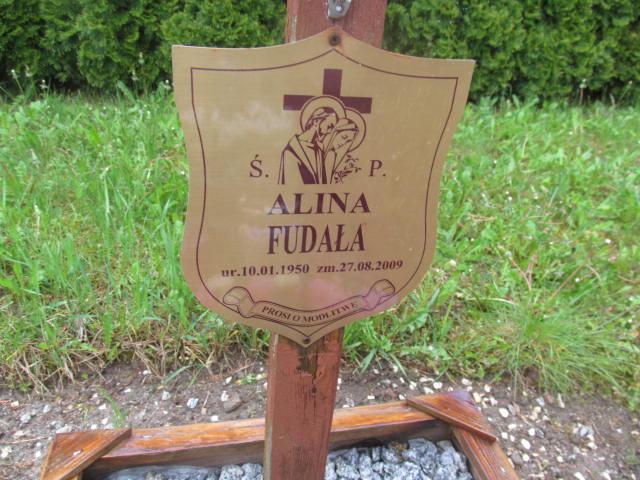 Ś. P.
ALINA
FUDAŁA
ur.10.01.1950 zm.27.08.2009
PROSI O MODLITWĘ